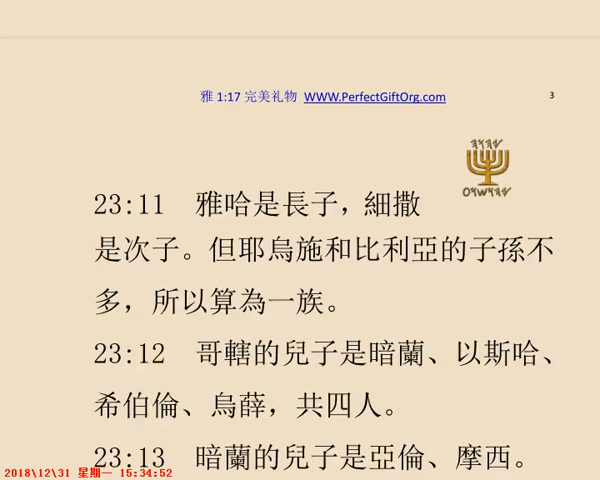 雅 1:17 完美礼物 WWW.PerfectGiftOrg.com
3
23:11 雅哈是長子，細撒
是次子。但耶烏施和比利亞的子孫不
多，所以算為一族。
23:12 哥轄的兒子是暗蘭、以斯哈、
希伯倫、烏薛，共四人。
23:13 暗蘭的兒子是亞倫、摩西。
2018\12\31 星期一 15:34:52